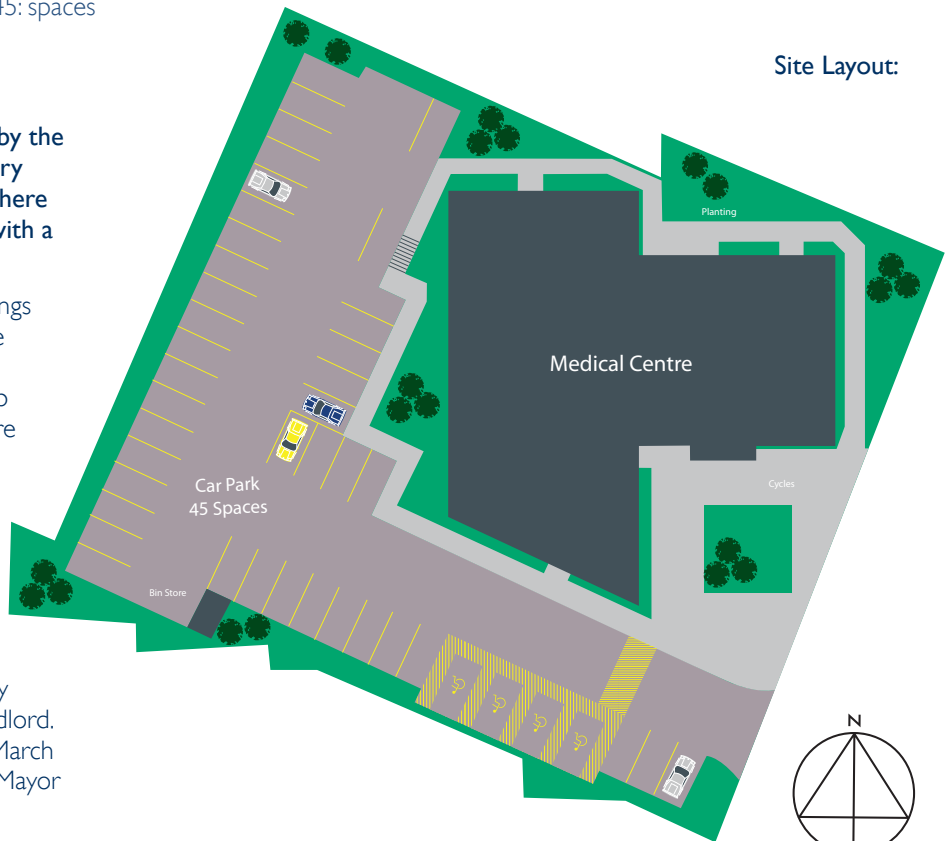 45: spaces
Site Layout:
by the
ry
here
with a
ngs
e
o
re
y
dlord.
March
Mayor
Planting
Medical Centre
Cycles
Car Park
45 Spaces
Bin Store
N